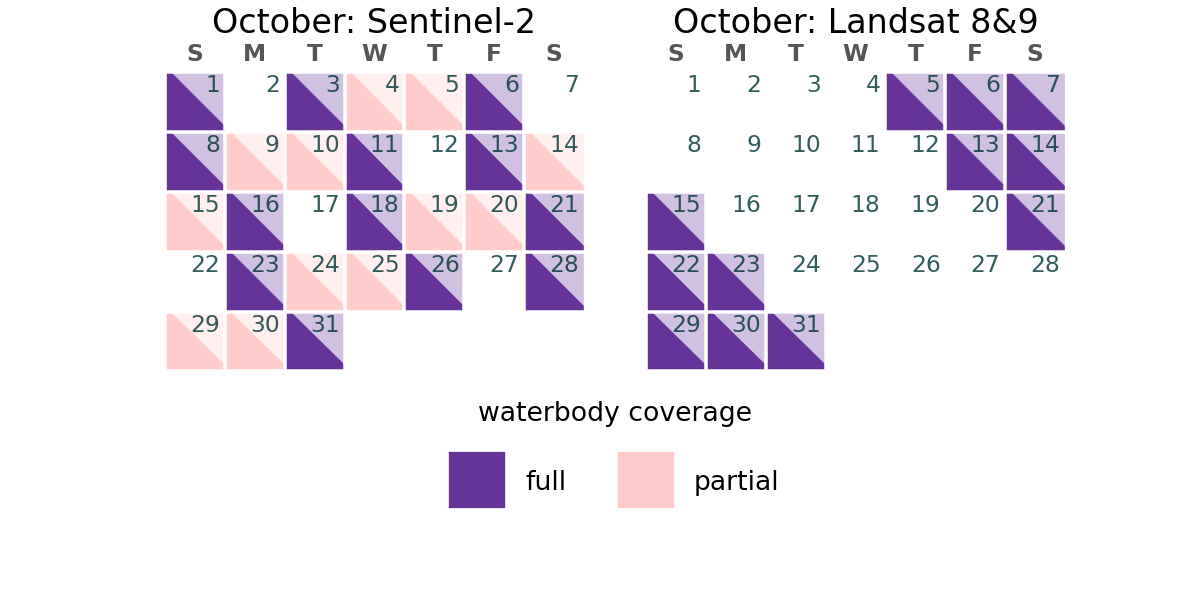 October: Sentinel-2
S M T W T F S
1 2 3 4 5 6 7
8 9 10 11 12 13 14
15 16 17 18 19 20 21
22 23 24 25 26 27 28
29 30 31
October: Landsat 8&9
S M T W T F S
1 2 3 4 5 6 7
8 9 10 11 12 13 14
15 16 17 18 19 20 21
22 23 24 25 26 27 28
29 30 31
waterbody coverage
full partial